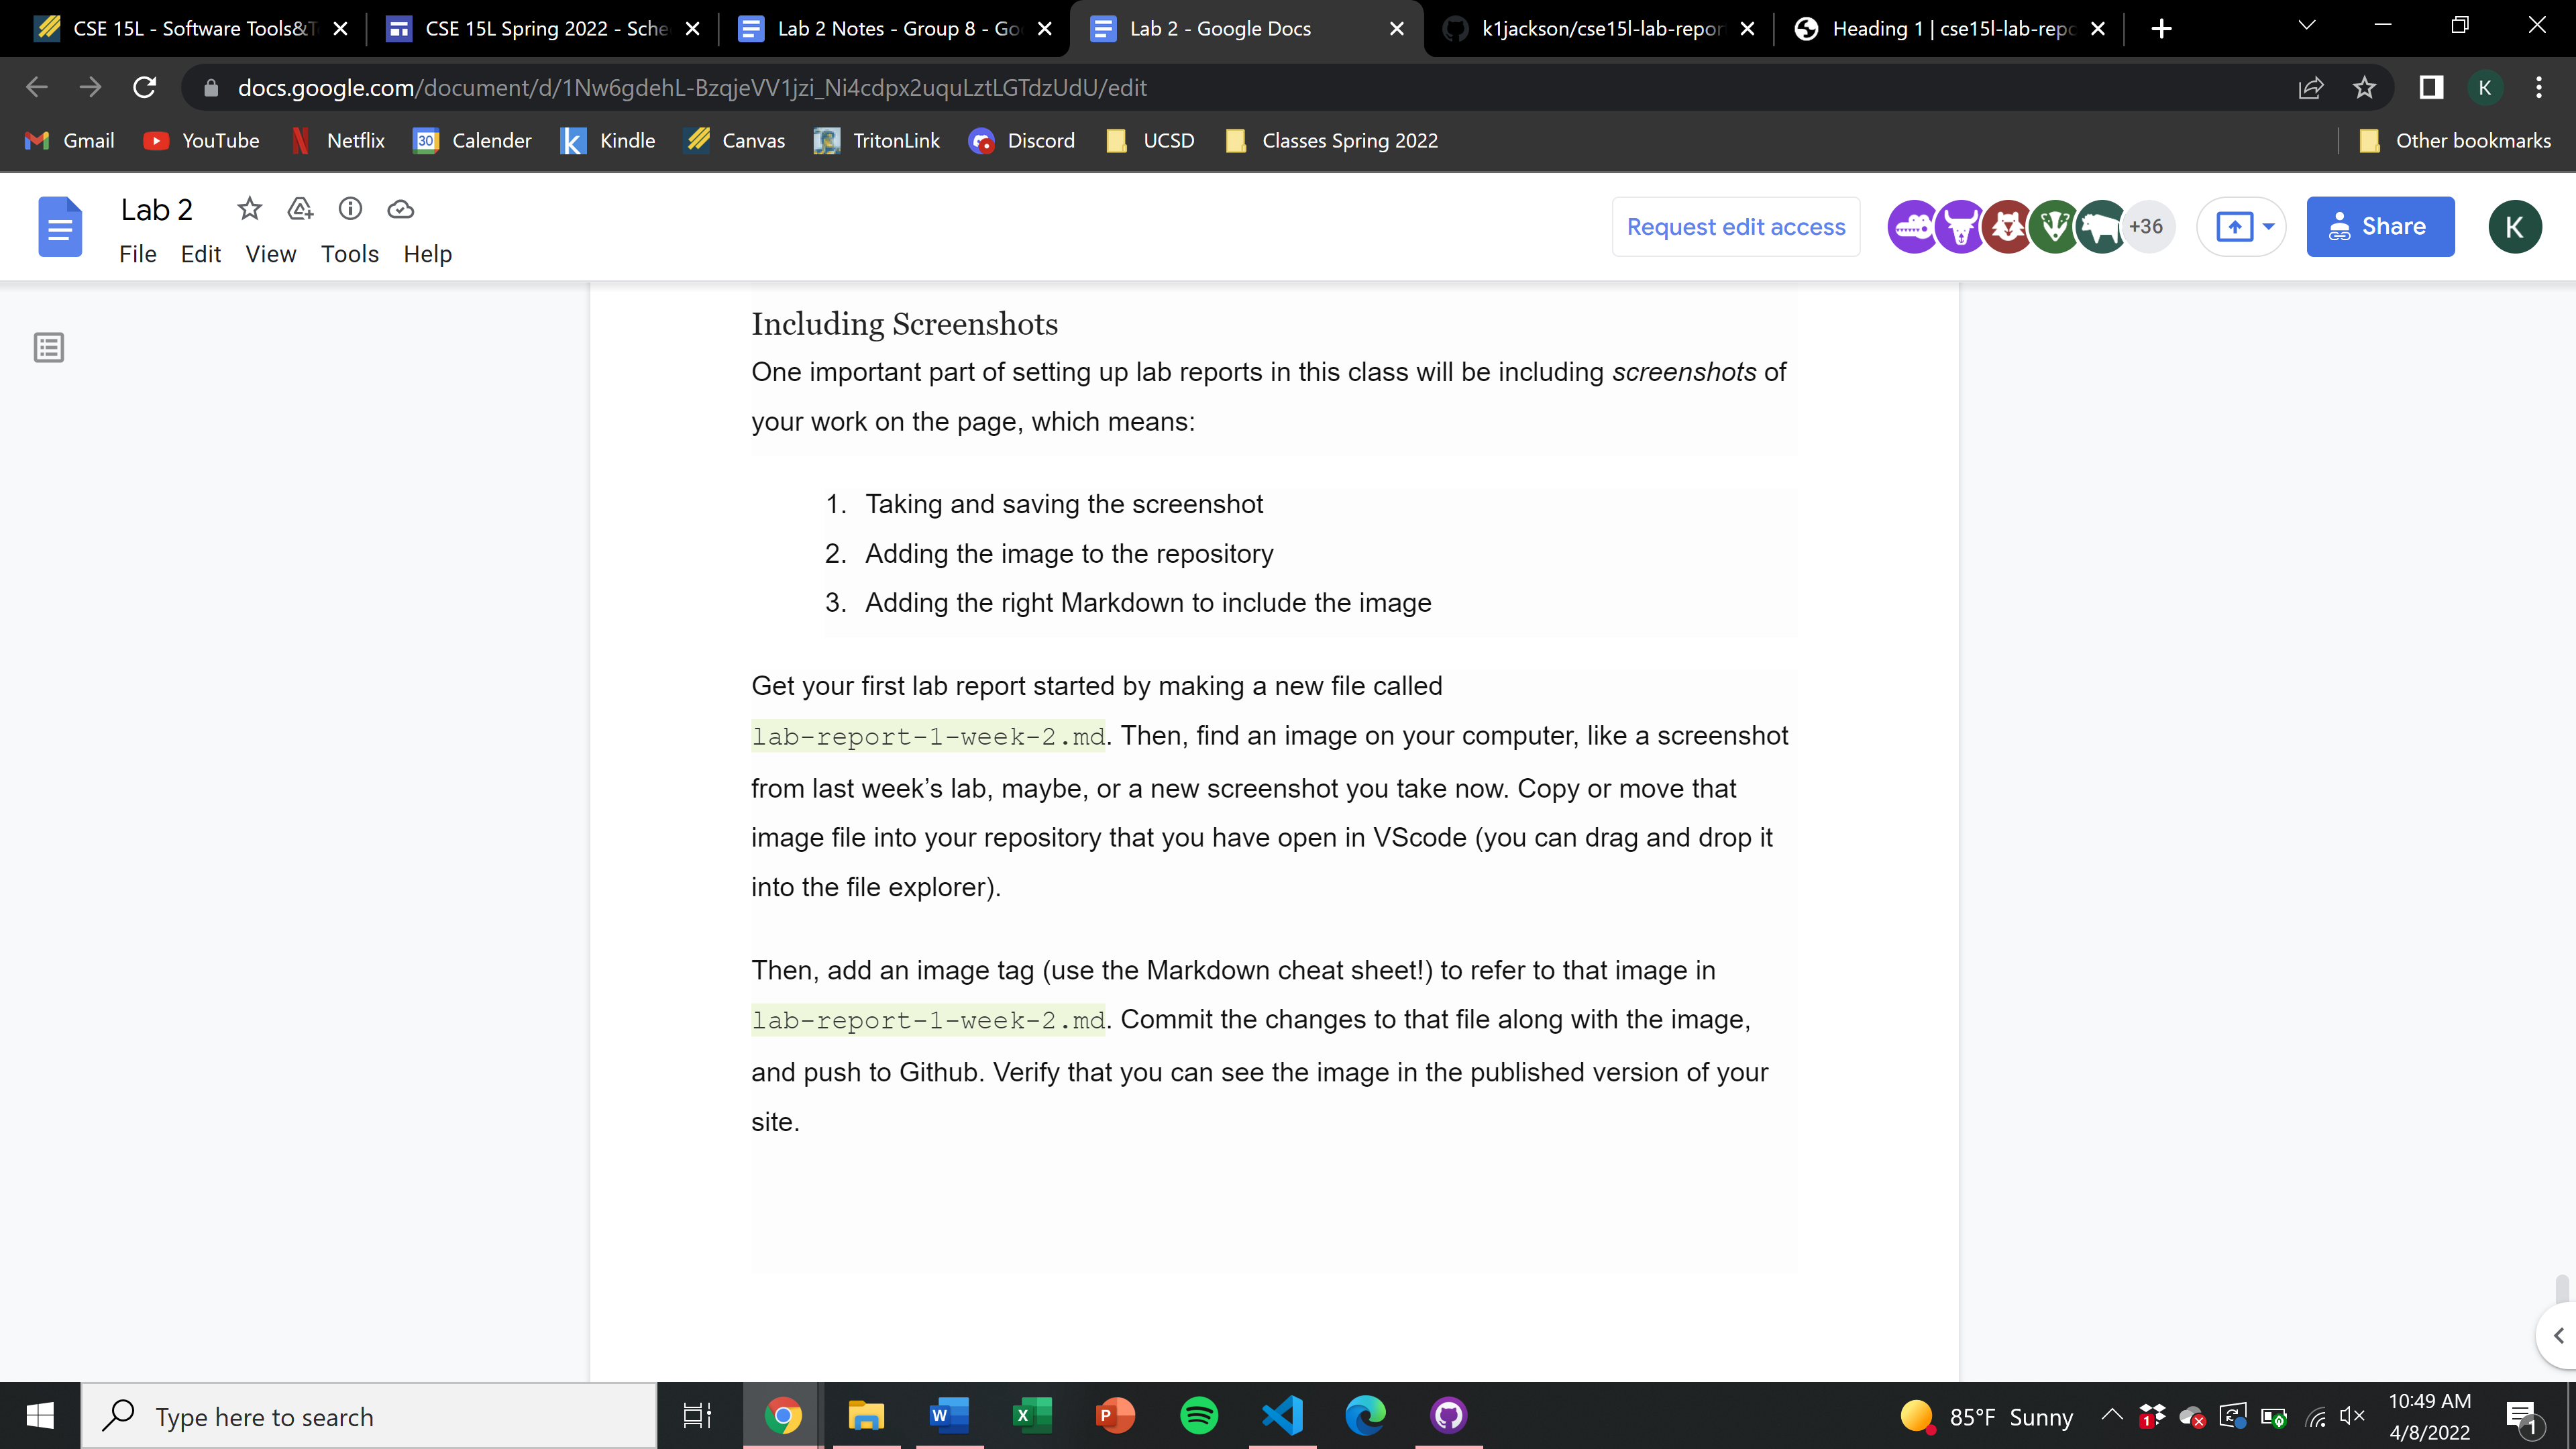 CSE 15L - Software Tools&T
CSE 15L Spring 2022 - Sche
Lab 2 Notes - Group 8 - Goo
Lab 2 - Google Docs
k1jackson/cse15l-lab-repor
Heading 1 | cse15l-lab-repo
docs.google.com/document/d/1Nw6gdehL-BzqjeVV1jzi_Ni4cdpx2uquLztLGTdzUdU/edit
K
Gmail
YouTube
Netflix
30
Calender
k
Kindle
Canvas
TritonLink
Discord
UCSD
Classes Spring 2022
Other bookmarks
Lab 2
File Edit View Tools Help
Request edit access
+36
Share
K
Including Screenshots
One important part of setting up lab reports in this class will be including screenshots of
your work on the page, which means:
1. Taking and saving the screenshot
2. Adding the image to the repository
3. Adding the right Markdown to include the image
Get your first lab report started by making a new file called
lab-report-1-week-2.md. Then, find an image on your computer, like a screenshot
from last week’s lab, maybe, or a new screenshot you take now. Copy or move that
image file into your repository that you have open in VScode (you can drag and drop it
into the file explorer).
Then, add an image tag (use the Markdown cheat sheet!) to refer to that image in
lab-report-1-week-2.md. Commit the changes to that file along with the image,
and push to Github. Verify that you can see the image in the published version of your
site.
Type here to search
W
X
P
85°F Sunny
1
10:49 AM
4/8/2022
1